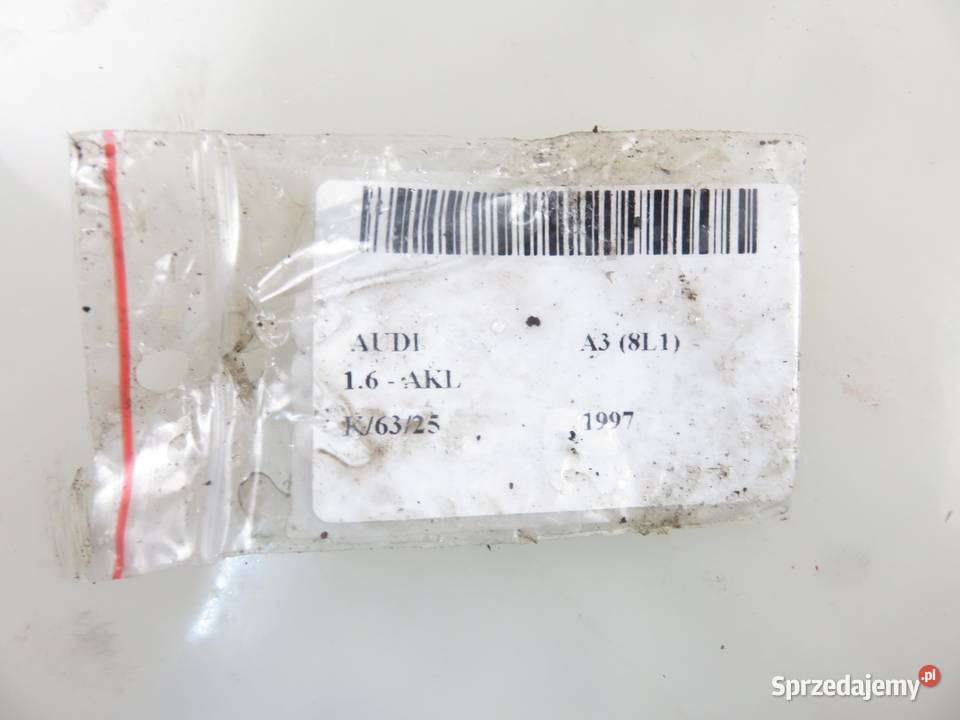 AUDI A3 (8L1)
1.6 - AKL
K/63/25 1997
Sprzedajemy.pl